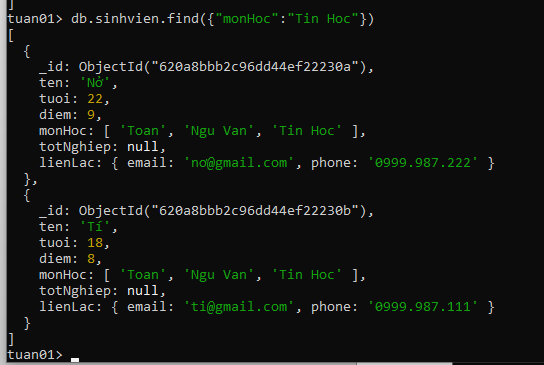 ]
tuan01> db.sinhvien.find({"monHoc":"Tin Hoc"})
[
  {
    _id: ObjectId("620a8bbb2c96dd44ef22230a"),
    ten: 'Nở',
    tuoi: 22,
    diem: 9,
    monHoc: [ 'Toan', 'Ngu Van', 'Tin Hoc' ],
    totNghiep: null,
    lienLac: { email: 'nơ@gmail.com', phone: '0999.987.222' }
  },
  {
    _id: ObjectId("620a8bbb2c96dd44ef22230b"),
    ten: 'Tí',
    tuoi: 18,
    diem: 8,
    monHoc: [ 'Toan', 'Ngu Van', 'Tin Hoc' ],
    totNghiep: null,
    lienLac: { email: 'ti@gmail.com', phone: '0999.987.111' }
  }
]
tuan01>